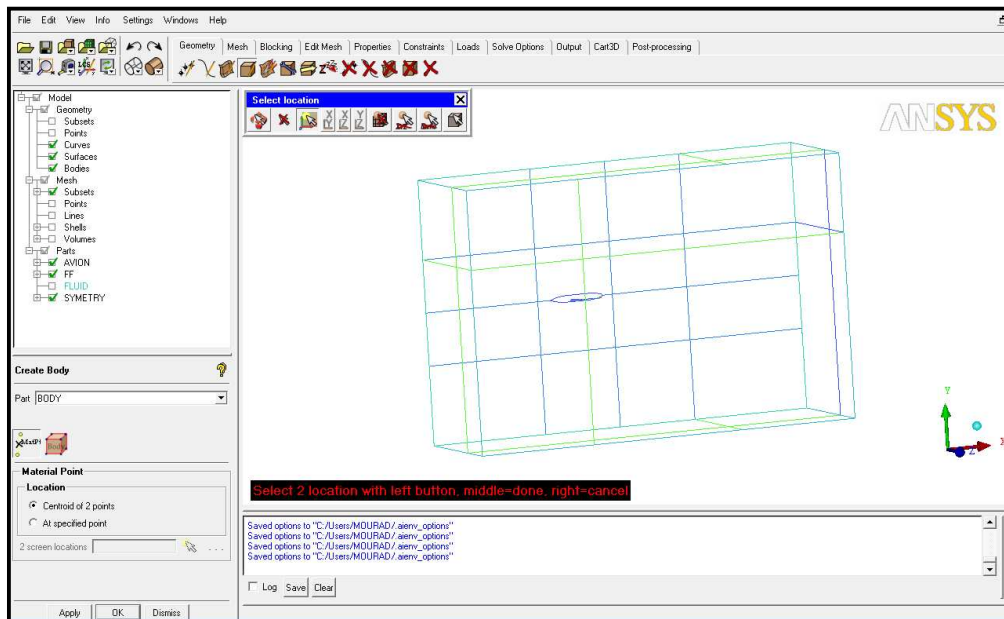 File Edit View Info Settings Windows Help
Geometry Mesh Blocking Edit Mesh Properties Constraints Loads Solve Options Output Cart3D Post-processing
Model
Geometry
Subsets
Points
Curves
Surfaces
Bodies
Mesh
Subsets
Points
Lines
Shells
Volumes
Parts
AVION
FF
FLUID
SYMETRY
Select location
ANSYS
Y
X
Z
Select 2 location with left button, middle=done, right=cancel
Create Body
Part BODY
Material Point
Location
Centroid of 2 points
At specified point
2 screen locations
...
Apply OK Dismiss
Saved options to "C:/Users/MOURAD/.aienv_options"
Saved options to "C:/Users/MOURAD/.aienv_options"
Saved options to "C:/Users/MOURAD/.aienv_options"
Saved options to "C:/Users/MOURAD/.aienv_options"
Log Save Clear